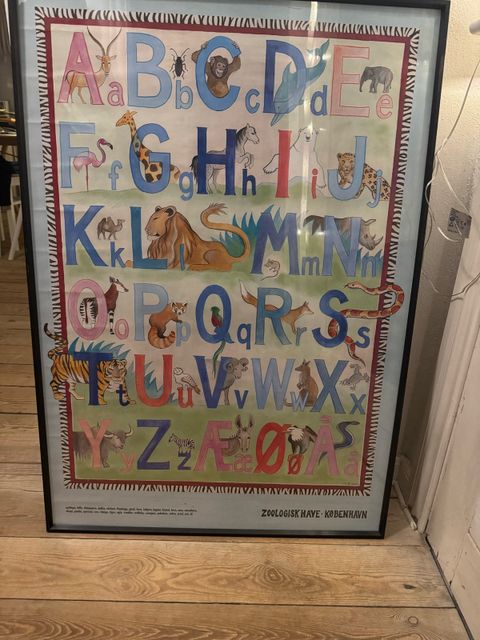 A a B b C c D d E e
F f G g H h I i J j
K k L l M m N n
O o P p Q q R r S s
T t U u V v W w X x
Y y Z z Æ æ Ø ø Å å
ZOOLOGISK HAVE · KØBENHAVN